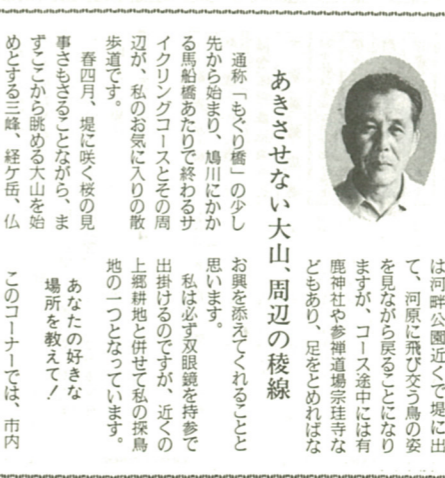 あきさせない大山、周辺の稜線
通称「もぐり橋」の少し
先から始まり、鳩川にかか
る馬船橋あたりで終わるサ
イクリングコースとその周
辺が、私のお気に入りの散
歩道です。
春四月、堤に咲く桜の見
事さもさることながら、ま
ずここから眺める大山を始
めとする三峰、経ケ岳、仏
は河畔公園近くで堤に出
て、河原に飛び交う鳥の姿
を見ながら戻ることになり
ますが、コース途中には有
鹿神社や参禅道場宗珪寺な
どもあり、足をとめればな
お興を添えてくれることと
思います。
私は必ず双眼鏡を持参で
出掛けるのですが、近くの
上郷耕地と併せて私の探鳥
地の一つとなっています。
あなたの好きな
場所を教えて！
このコーナーでは、市内